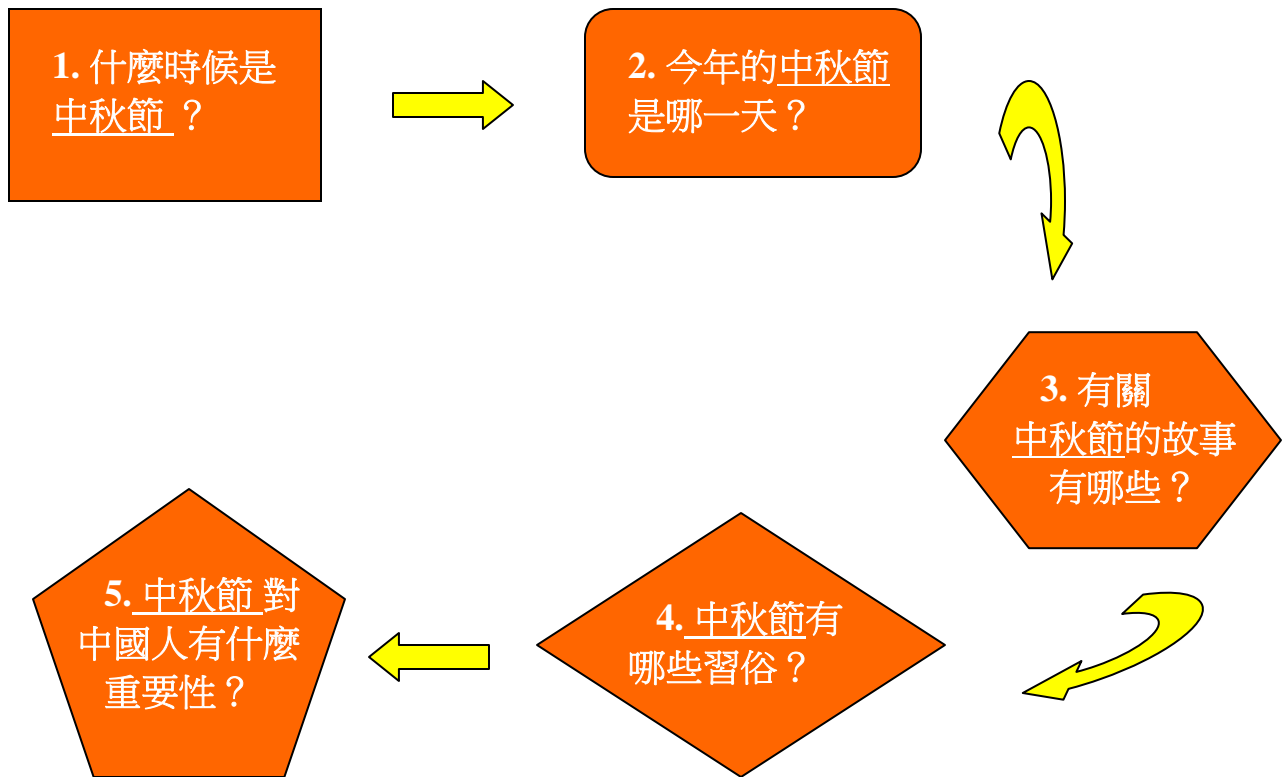 1. 什麼時候是
中秋節 ？
2. 今年的中秋節
是哪一天？
3. 有關
中秋節的故事
有哪些？
4. 中秋節有
哪些習俗？
5. 中秋節 對
中國人有什麼
重要性？